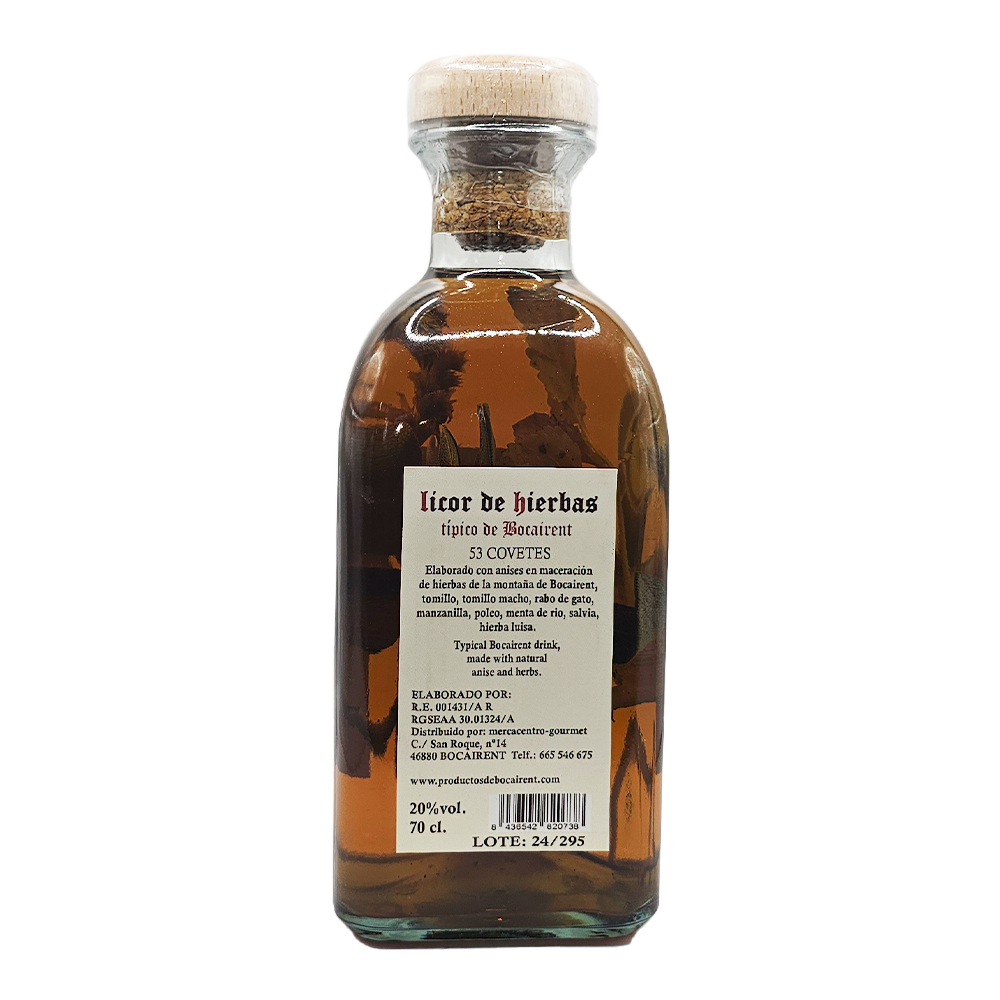 licor de hierbas
típico de Bocairent
53 COVETES
Elaborado con anises en maceración
de hierbas de la montaña de Bocairent,
tomillo, tomillo macho, rabo de gato,
manzanilla, poleo, menta de rio, salvia,
hierba luisa.
Typical Bocairent drink,
made with natural
anise and herbs.
ELABORADO POR:
R.E. 001431/A R
RGSEAA 30.01324/A
Distribuido por: mercacentro-gourmet
C./ San Roque, nº14
46880 BOCAIRENT Telf.: 665 546 675
www.productosdebocairent.com
20%vol.
70 cl.
8 436542 820738
LOTE: 24/295